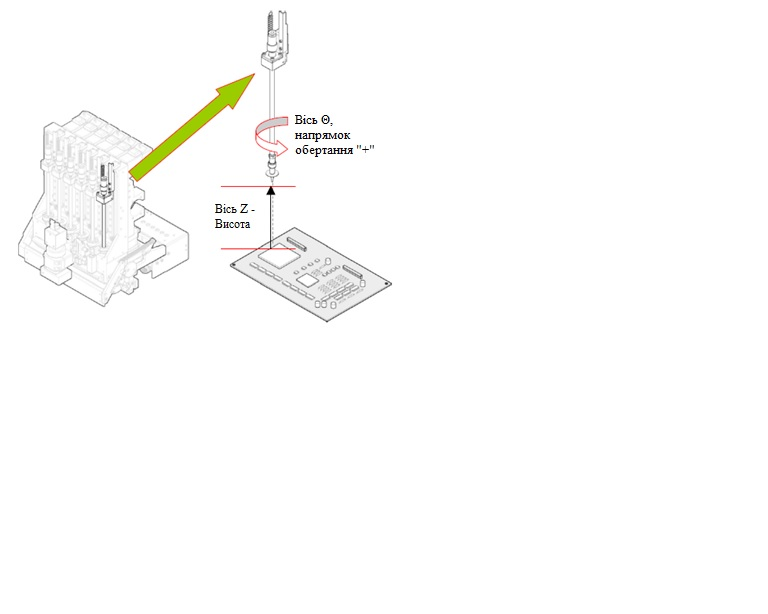 Вісь Θ,
напрямок
обертання "+"
Вісь Z -
Висота